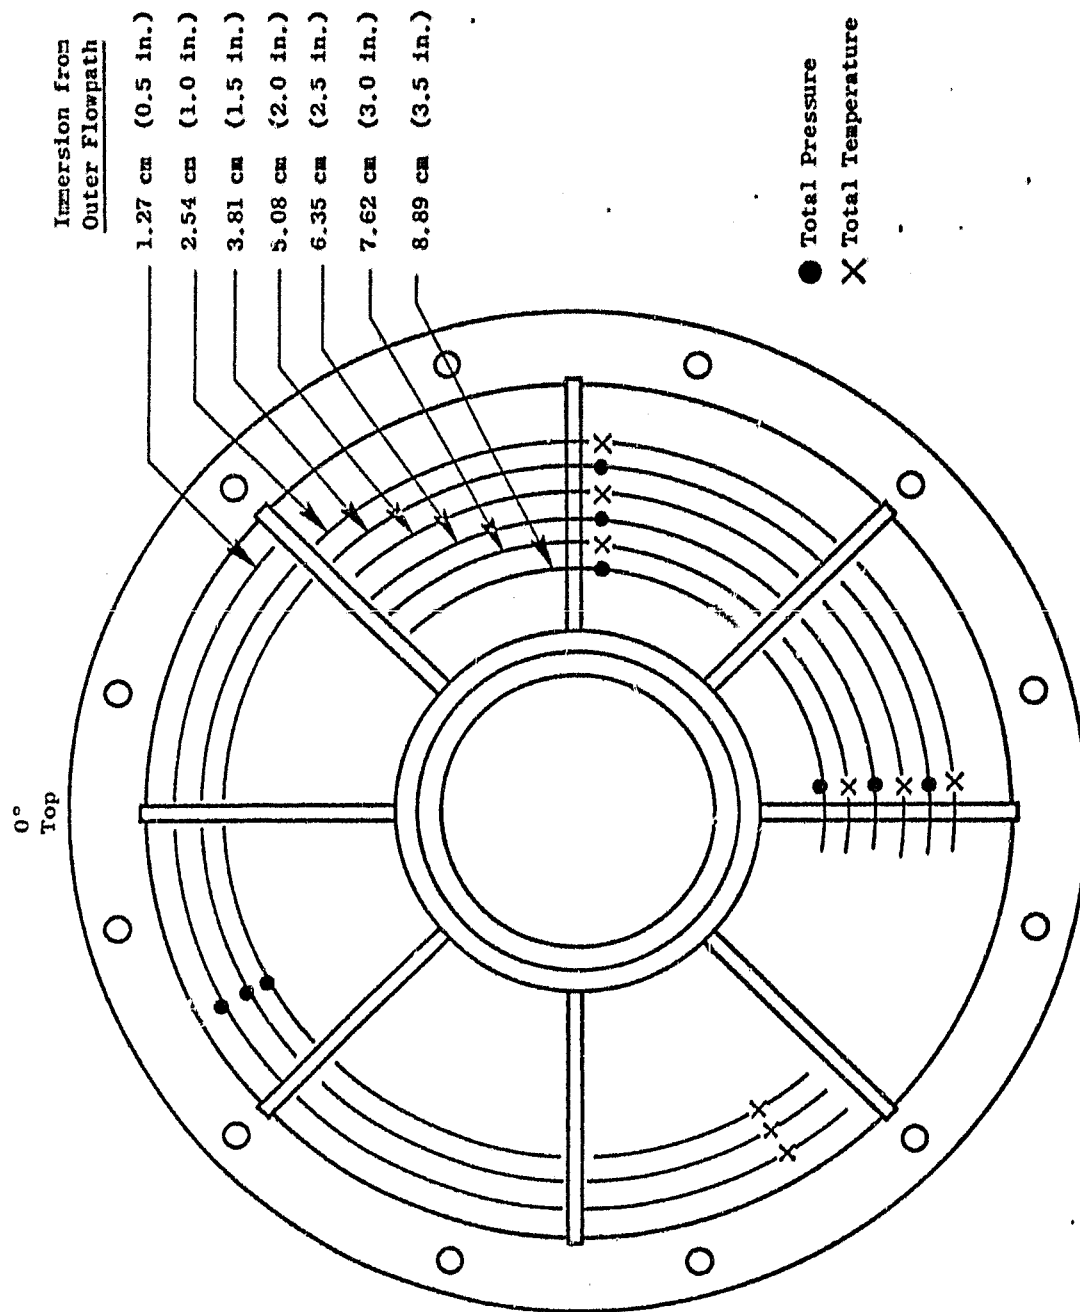 Immersion from
Outer Flowpath
1.27 cm (0.5 in.)
2.54 cm (1.0 in.)
3.81 cm (1.5 in.)
5.08 cm (2.0 in.)
6.35 cm (2.5 in.)
7.62 cm (3.0 in.)
8.89 cm (3.5 in.)
0°
Top
Total Pressure
Total Temperature